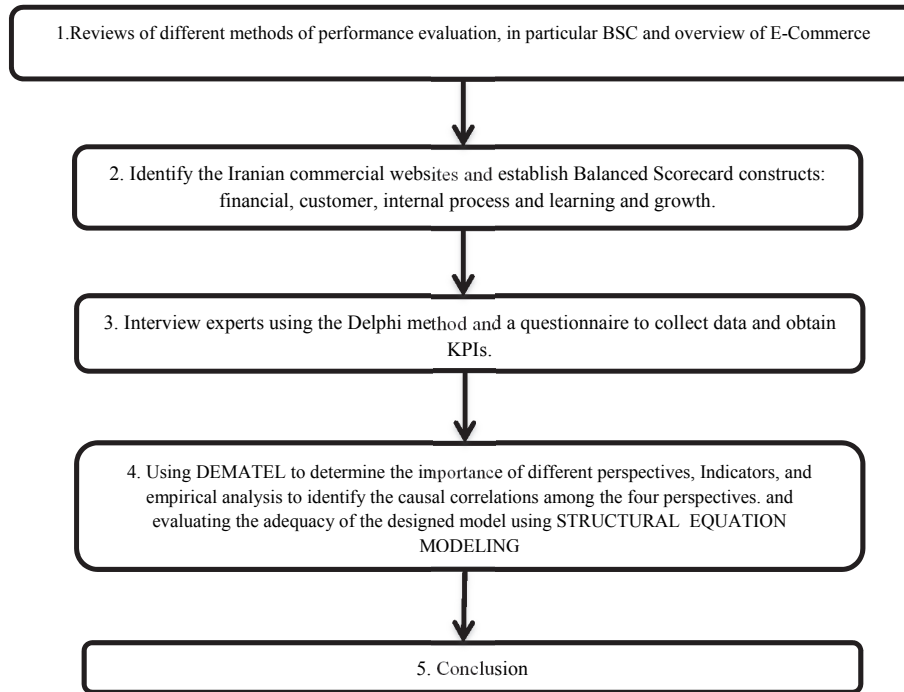 1.Reviews of different methods of performance evaluation, in particular BSC and overview of E-Commerce
2. Identify the Iranian commercial websites and establish Balanced Scorecard constructs:
financial, customer, internal process and learning and growth.
3. Interview experts using the Delphi method and a questionnaire to collect data and obtain
KPIs.
4. Using DEMATEL to determine the importance of different perspectives, Indicators, and
empirical analysis to identify the causal correlations among the four perspectives. and
evaluating the adequacy of the designed model using STRUCTURAL EQUATION
MODELING
5. Conclusion